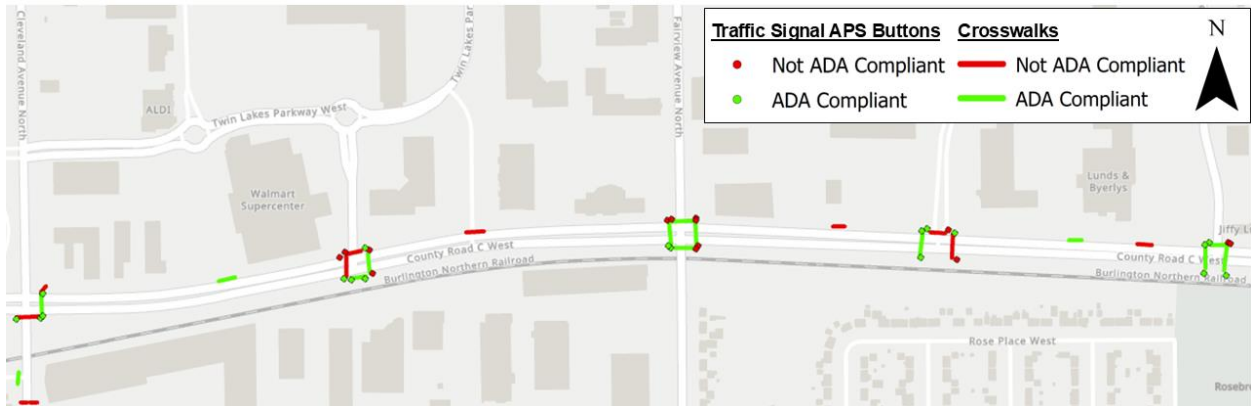 Cleveland Avenue North
ALDI
Twin Lakes Parkway West
Walmart
Supercenter
Fairview Avenue North
County Road C West
Burlington Northern Railroad
Traffic Signal APS Buttons
Not ADA Compliant
ADA Compliant
Crosswalks
Not ADA Compliant
ADA Compliant
N
Lunds &
Byerlys
Jiffy Lu
County Road C West
Burlington Northern Railroad
Rose Place West
Twin Lakes Par